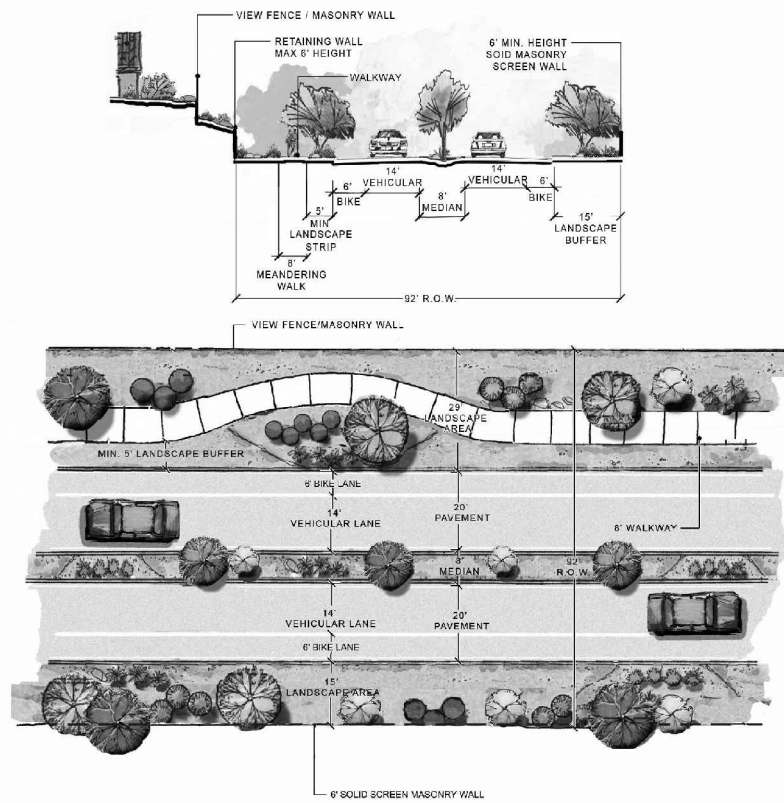 VIEW FENCE / MASONRY WALL
RETAINING WALL
MAX 6' HEIGHT
6' MIN. HEIGHT
SOID MASONRY
SCREEN WALL
WALKWAY
14'
VEHICULAR
14'
VEHICULAR
6'
BIKE
6'
BIKE
8'
MEDIAN
5'
MIN
LANDSCAPE
STRIP
15'
LANDSCAPE
BUFFER
MEANDERING
WALK
92' R.O.W.
VIEW FENCE/MASONRY WALL
29'
LANDSCAPE
AREA
MIN. 5' LANDSCAPE BUFFER
6' BIKE LANE
14'
VEHICULAR LANE
20'
PAVEMENT
WALKWAY
8'
MEDIAN
92'
R.O.W.
14'
VEHICULAR LANE
20'
PAVEMENT
6' BIKE LANE
15'
LANDSCAPE AREA
6' SOLID SCREEN MASONRY WALL